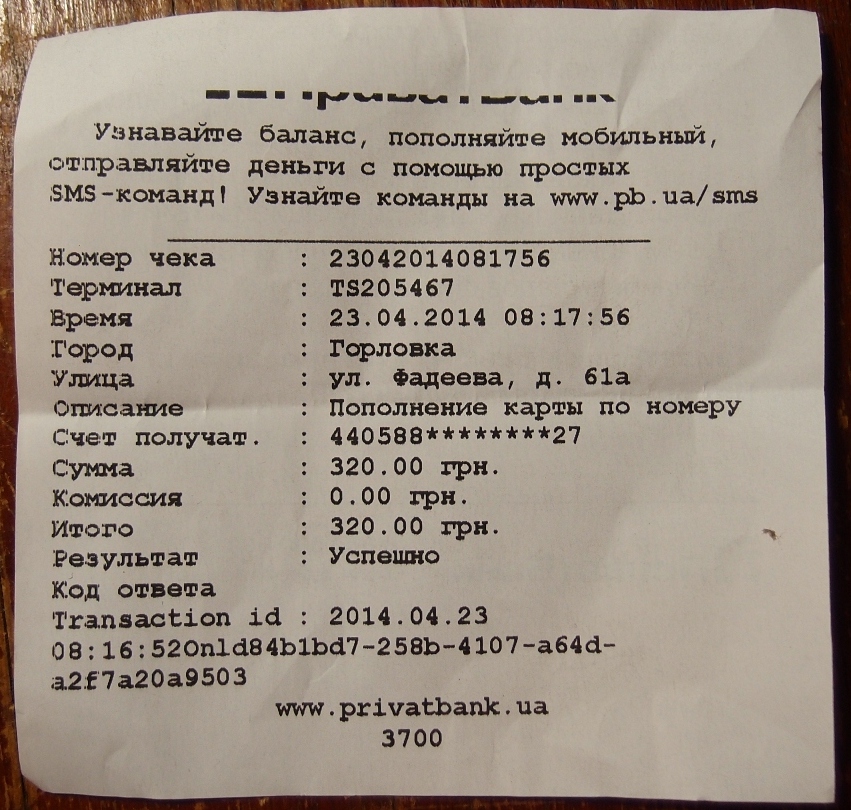 Узнавайте баланс, пополняйте мобильный,
отправляйте деньги с помощью простых
SMS-команд! Узнайте команды на www.pb.ua/sms
Номер чека : 23042014081756
Терминал : TS205467
Время : 23.04.2014 08:17:56
Город : Горловка
Улица : ул. Фадеева, д. 61а
Описание : Пополнение карты по номеру
Счет получат. : 440588********27
Сумма : 320.00 грн.
Комиссия : 0.00 грн.
Итого : 320.00 грн.
Результат : Успешно
Код ответа
Transaction id : 2014.04.23
08:16:52Onld84b1bd7-258b-4107-a64d-
a2f7a20a9503
www.privatbank.ua
3700